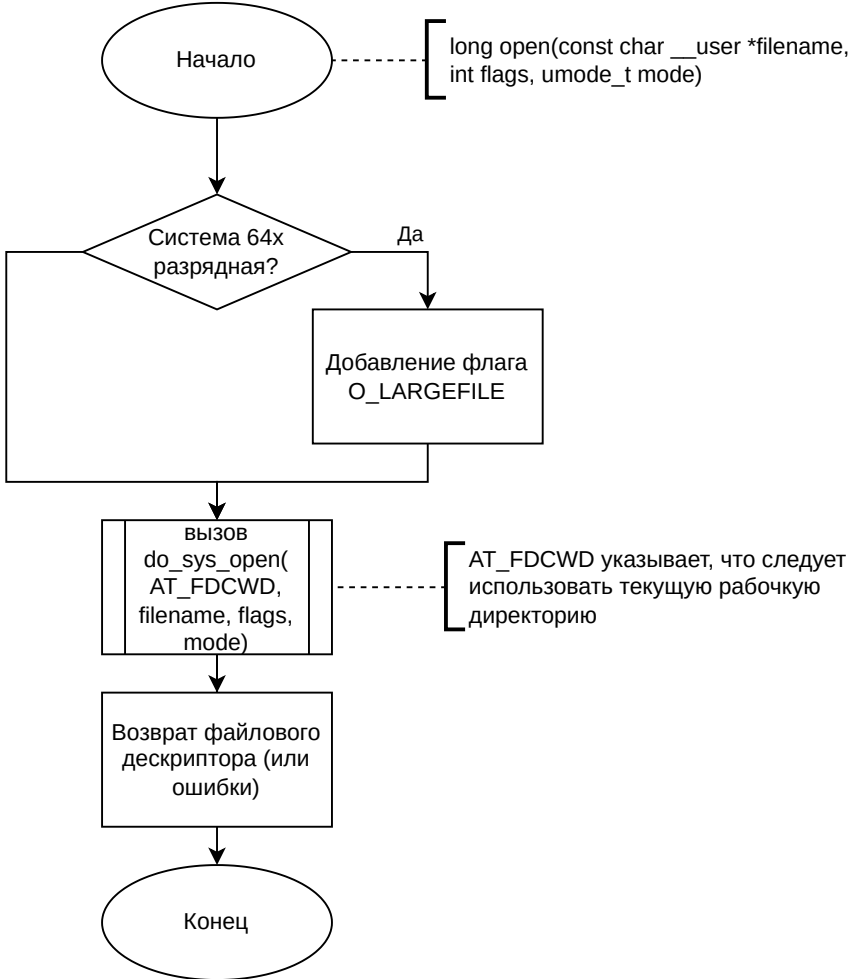 Начало
long open(const char __user *filename,
int flags, umode_t mode)
Система 64х
разрядная?
Да
Добавление флага
O_LARGEFILE
вызов
do_sys_open(
AT_FDCWD,
filename, flags,
mode)
AT_FDCWD указывает, что следует
использовать текущую рабочкую
директорию
Возврат файлового
дескриптора (или
ошибки)
Конец